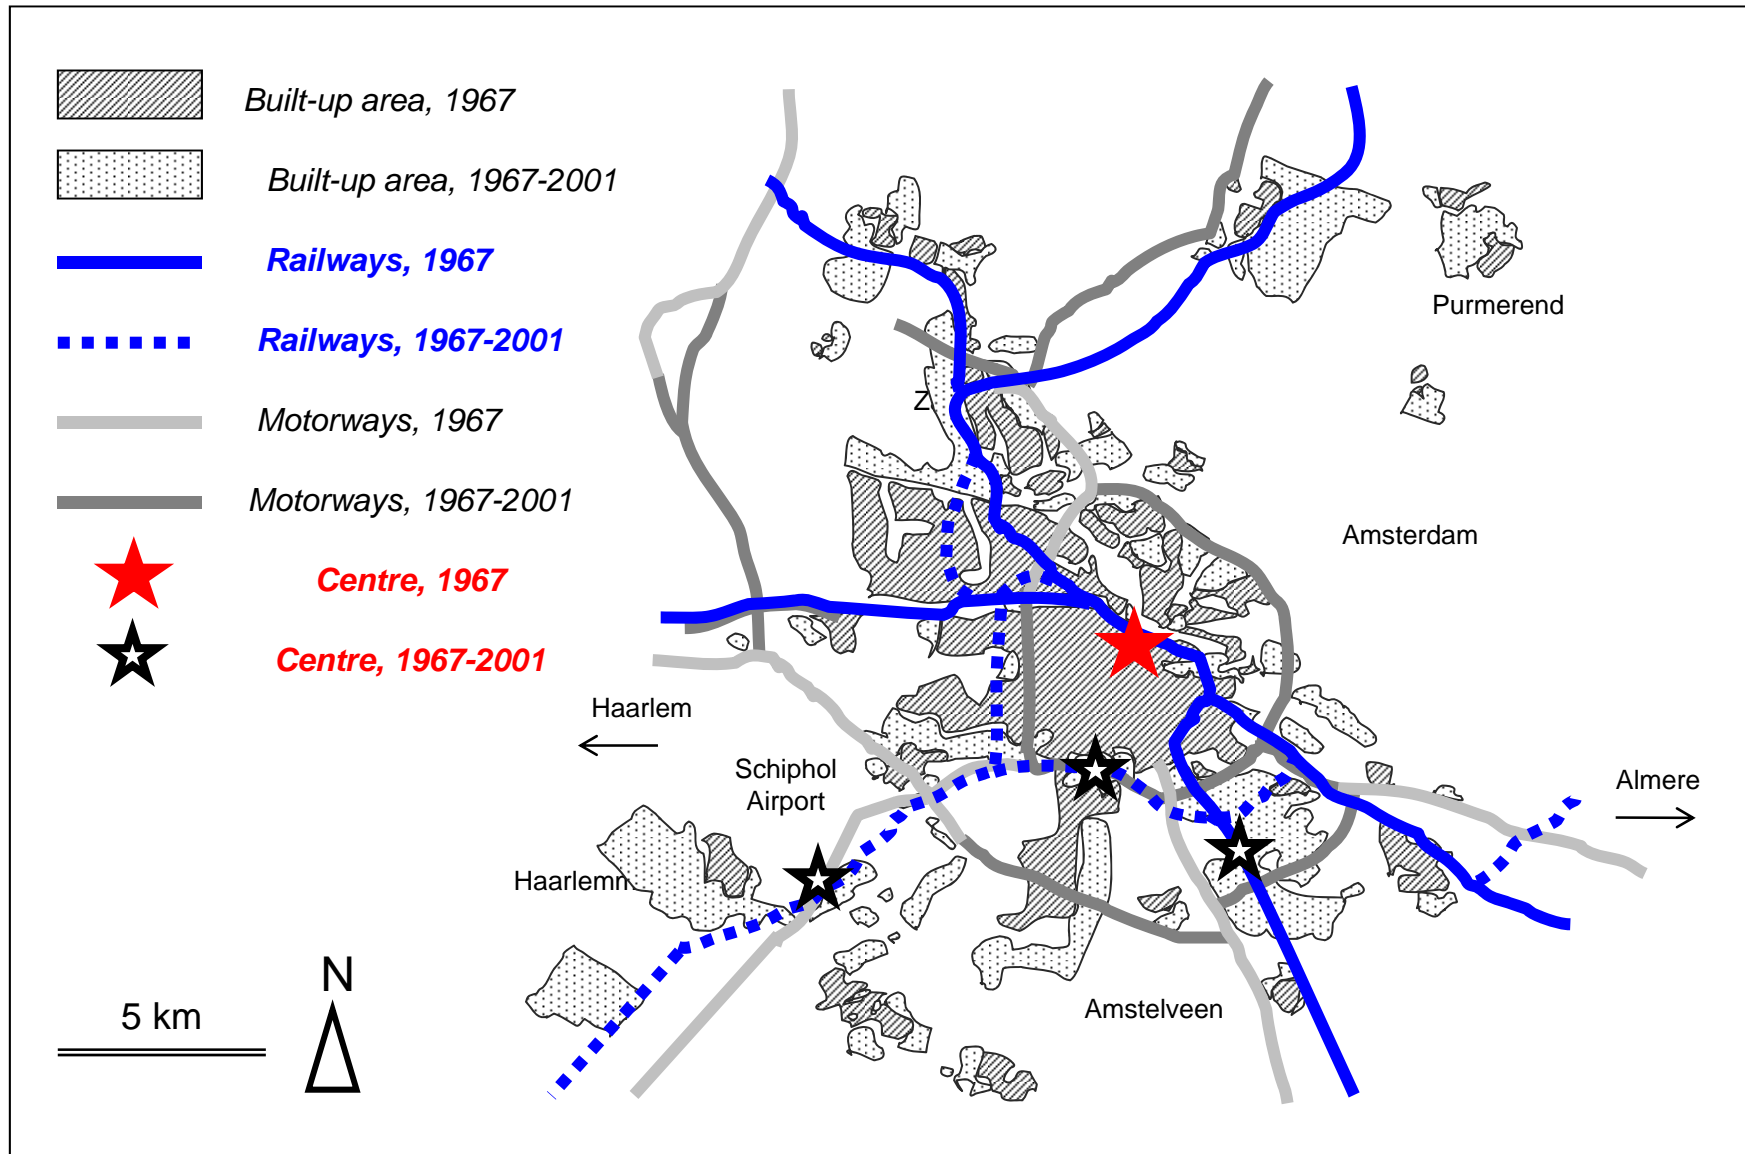 Built-up area, 1967
Built-up area, 1967-2001
Railways, 1967
Railways, 1967-2001
Motorways, 1967
Motorways, 1967-2001
Centre, 1967
Centre, 1967-2001
Purmerend
Z
Amsterdam
Haarlem
Schiphol
Airport
Almere
Haarlemm
Amstelveen
N
5 km